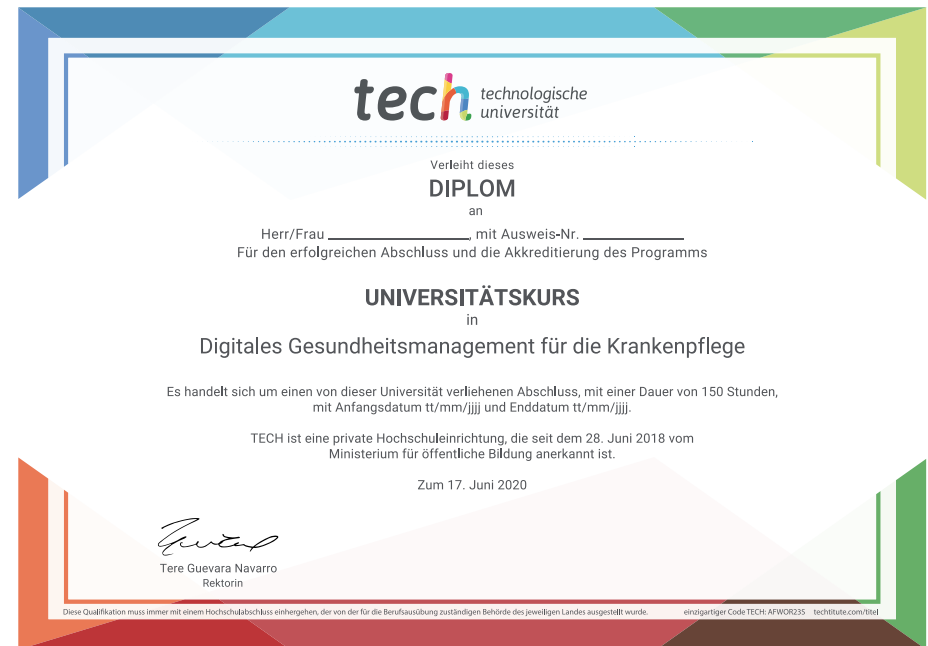 tech technologische
universität
Verleiht dieses
DIPLOM
an
Herr/Frau ____________, mit Ausweis-Nr. ____________
Für den erfolgreichen Abschluss und die Akkreditierung des Programms
UNIVERSITÄTSKURS
in
Digitales Gesundheitsmanagement für die Krankenpflege
Es handelt sich um einen von dieser Universität verliehenen Abschluss, mit einer Dauer von 150 Stunden,
mit Anfangsdatum tt/mm/jjjj und Enddatum tt/mm/jjjj.
TECH ist eine private Hochschuleinrichtung, die seit dem 28. Juni 2018 vom
Ministerium für öffentliche Bildung anerkannt ist.
Zum 17. Juni 2020
Tere Guevara Navarro
Rektorin
Diese Qualifikation muss immer mit einem Hochschulabschluss einhergehen, der von der für die Berufsausübung zuständigen Behörde des jeweiligen Landes ausgestellt wurde. einzigartiger Code TECH: AFWOR235 techtitute.com/titel